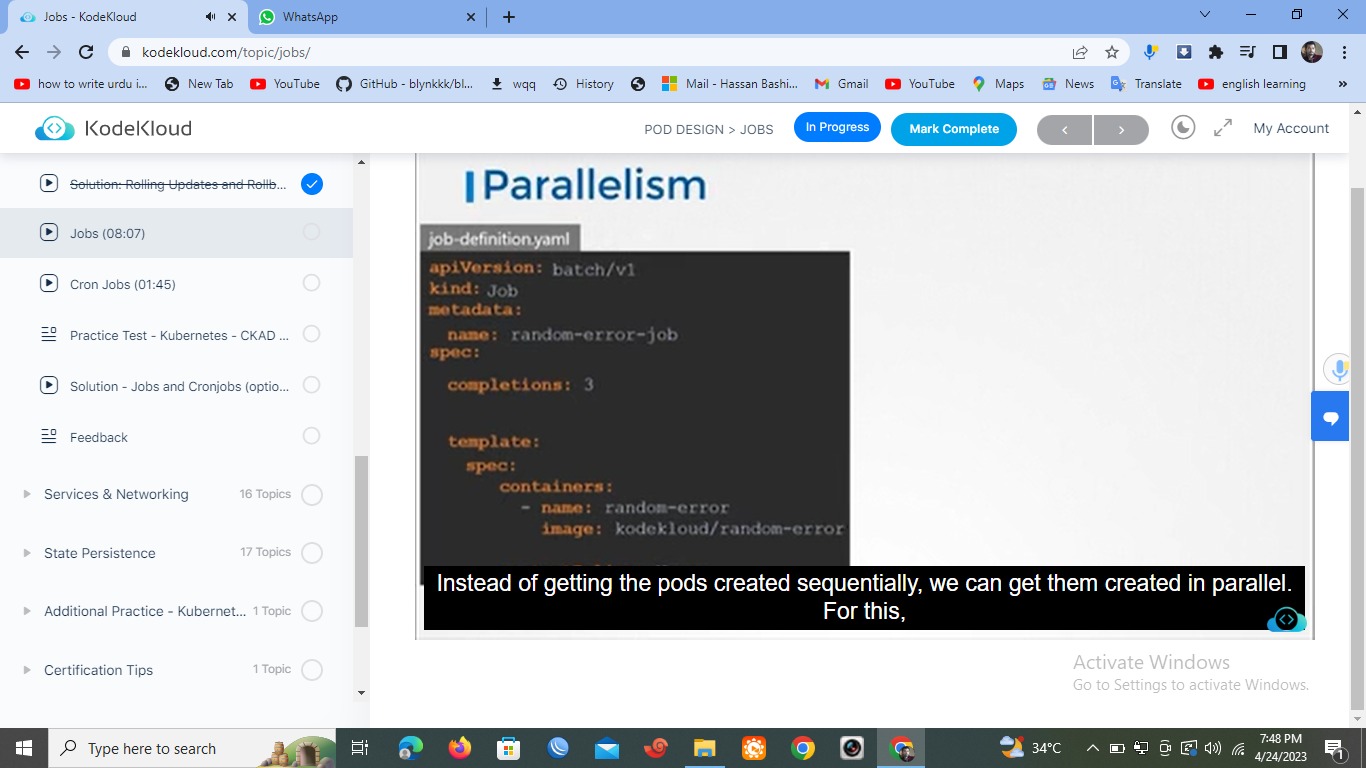 Jobs - KodeKloud
WhatsApp
kodekloud.com/topic/jobs/
how to write urdu i...
New Tab
YouTube
GitHub - blynkkk/bl...
wqq
History
Mail - Hassan Bashi...
Gmail
YouTube
Maps
News
Translate
english learning
»
KodeKloud
POD DESIGN > JOBS
In Progress
Mark Complete
My Account
Solution: Rolling Updates and Rollb...
Jobs (08:07)
Cron Jobs (01:45)
Practice Test - Kubernetes - CKAD ...
Solution - Jobs and Cronjobs (optio...
Feedback
Services & Networking 16 Topics
State Persistence 17 Topics
Additional Practice - Kubernet... 1 Topic
Certification Tips 1 Topic
Parallelism
job-definition.yaml
apiVersion: batch/v1
kind: Job
metadata:
name: random-error-job
spec:
completions: 3
template:
spec:
containers:
- name: random-error
image: kodekloud/random-error
Instead of getting the pods created sequentially, we can get them created in parallel.
For this,
Activate Windows
Go to Settings to activate Windows.
Type here to search
34°C
7:48 PM
4/24/2023
1